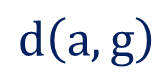 d(a, g)